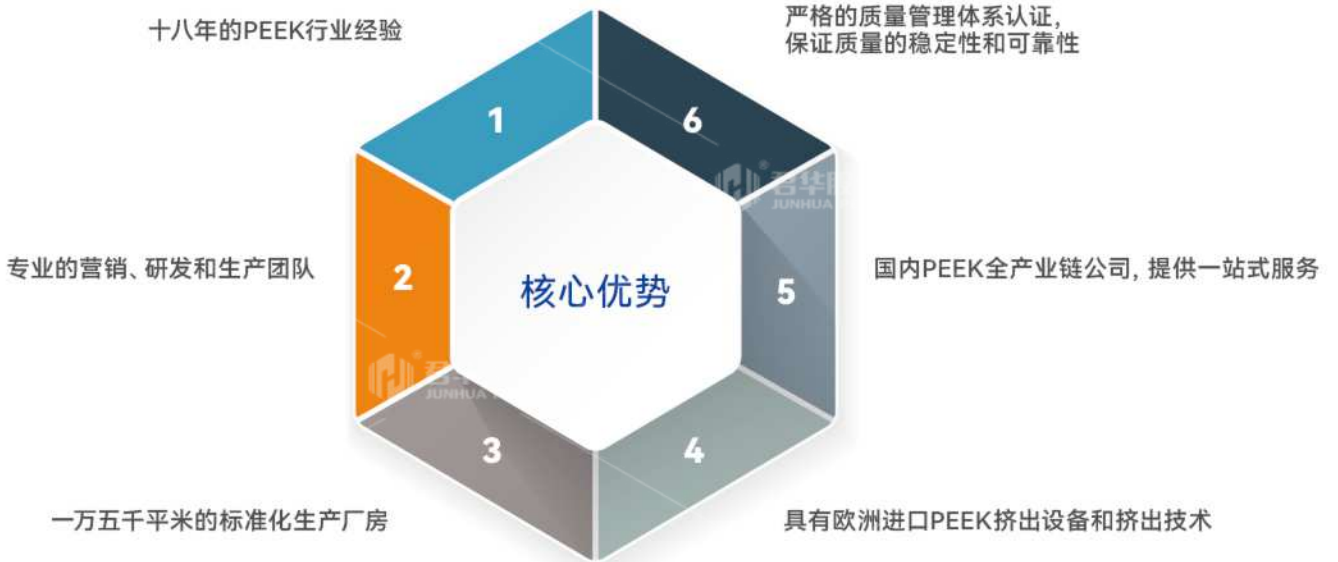 十八年的PEEK行业经验
严格的质量管理体系认证,
保证质量的稳定性和可靠性
1
6
君华
JUNHUA
专业的营销、研发和生产团队
2
核心优势
5
国内PEEK全产业链公司, 提供一站式服务
JUNHUA
3
4
一万五千平米的标准化生产厂房
具有欧洲进口PEEK挤出设备和挤出技术